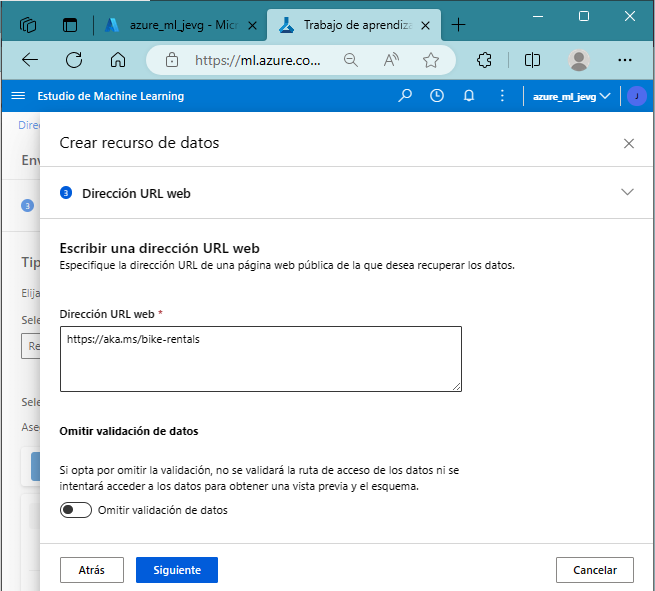 azure_ml_jevg - Micr
Trabajo de aprendiza
https://ml.azure.co...
Estudio de Machine Learning
azure_ml_jevg
J
Direc
Crear recurso de datos
Env
3
Dirección URL web
3
Escribir una dirección URL web
Tip
Especifique la dirección URL de una página web pública de la que desea recuperar los datos.
Elija
Dirección URL web *
Sele
https://aka.ms/bike-rentals
Re
Sele
Ase
Omitir validación de datos
Si opta por omitir la validación, no se validará la ruta de acceso de los datos ni se
intentará acceder a los datos para obtener una vista previa y el esquema.
Omitir validación de datos
Atrás
Siguiente
Cancelar